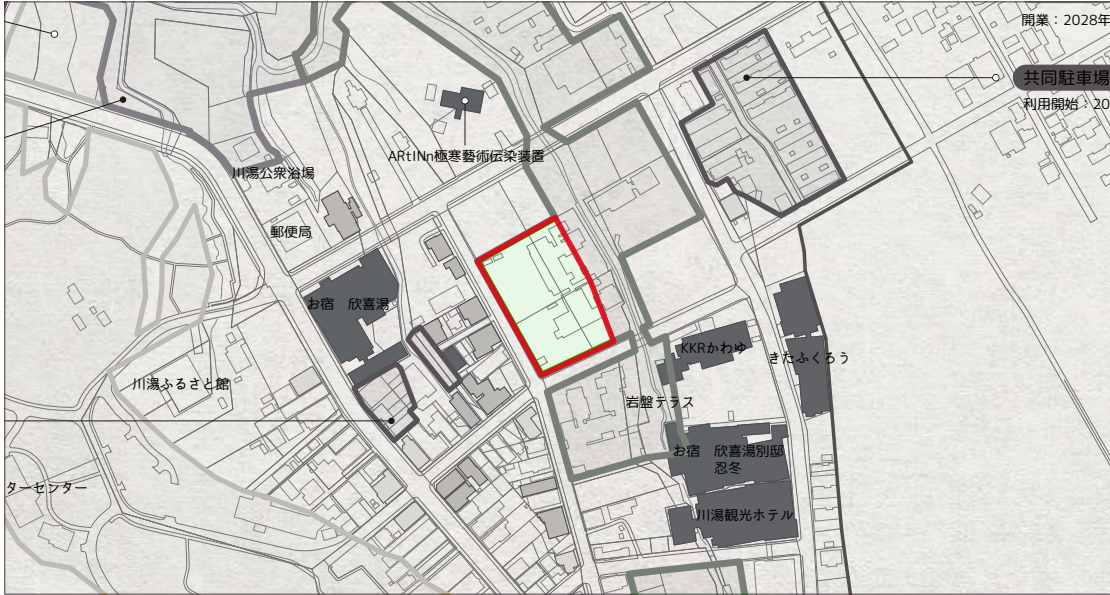 開業：2028年
共同駐車場
利用開始：20
ARtINn極寒藝術伝染装置
川湯公衆浴場
郵便局
お宿　欣喜湯
KKRかわゆ
きたふくろう
川湯ふるさと館
岩盤テラス
お宿　欣喜湯別邸
忍冬
ターセンター
川湯観光ホテル